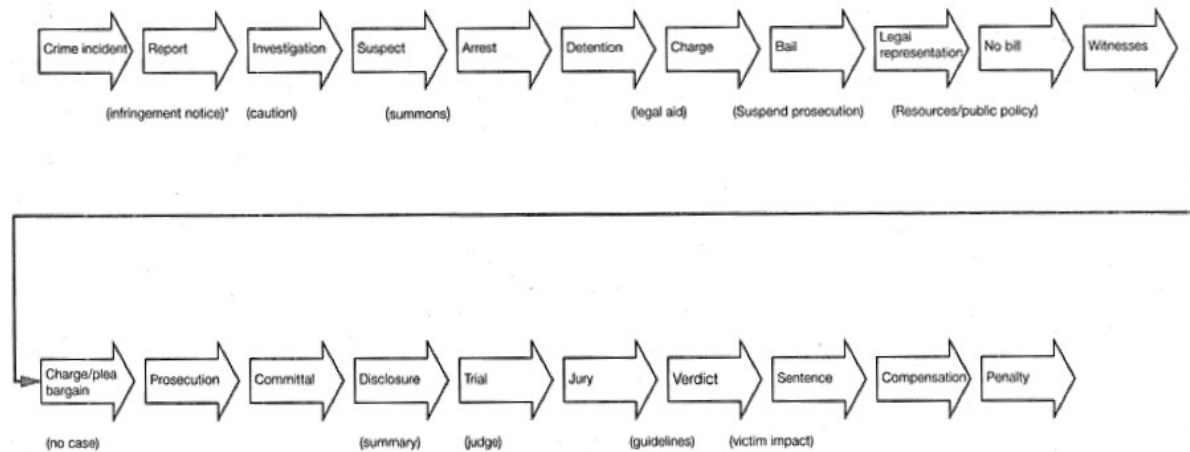 Crime incident
Report
Investigation
Suspect
Arrest
Detention
Charge
Bail
Legal
representation
No bill
Witnesses
(infringement notice)*
(caution)
(summons)
(legal aid)
(Suspend prosecution)
(Resources/public policy)
Charge/plea
bargain
Prosecution
Committal
Disclosure
Trial
Jury
Verdict
Sentence
Compensation
Penalty
(no case)
(summary)
(judge)
(guidelines)
(victim impact)